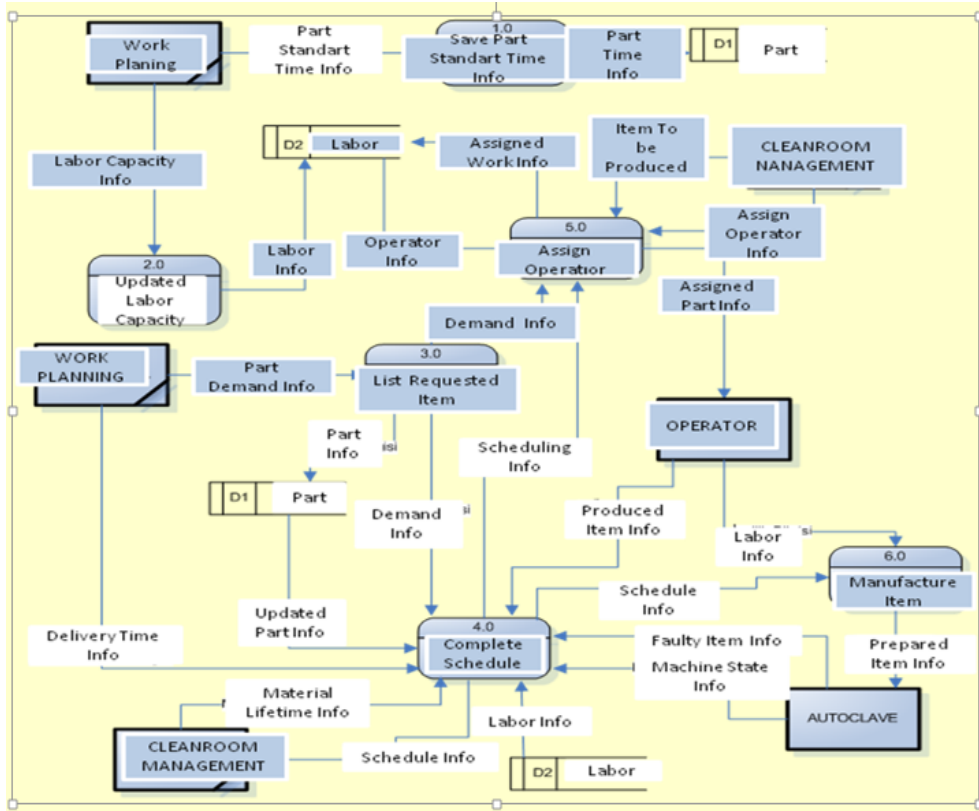 Work
Planing
Part
Standart
Time Info
1.0
Save Part
Standart Time
Info
Part
Time
Info
D1
Part
Labor Capacity
Info
D2
Labor
Assigned
Work Info
Item To
be
Produced
CLEANROOM
NANAGEMENT
2.0
Updated
Labor
Capacity
Labor
Info
Operator
Info
5.0
Assign
Operatior
Assign
Operator
Info
Assigned
Part Info
Demand Info
WORK
PLANNING
Part
Demand Info
3.0
List Requested
Item
OPERATOR
Part
Info
isi
Scheduling
Info
D1
Part
Demand
Info
si
Produced
Item Info
Labor
Info
6.0
Manufacture
Item
Schedule
Info
Updated
Part Info
Delivery Time
Info
4.0
Complete
Schedule
Faulty Item Info
Machine State
Info
Prepared
Item Info
Material
Lifetime Info
Labor Info
AUTOCLAVE
CLEANROOM
MANAGEMENT
Schedule Info
D2
Labor